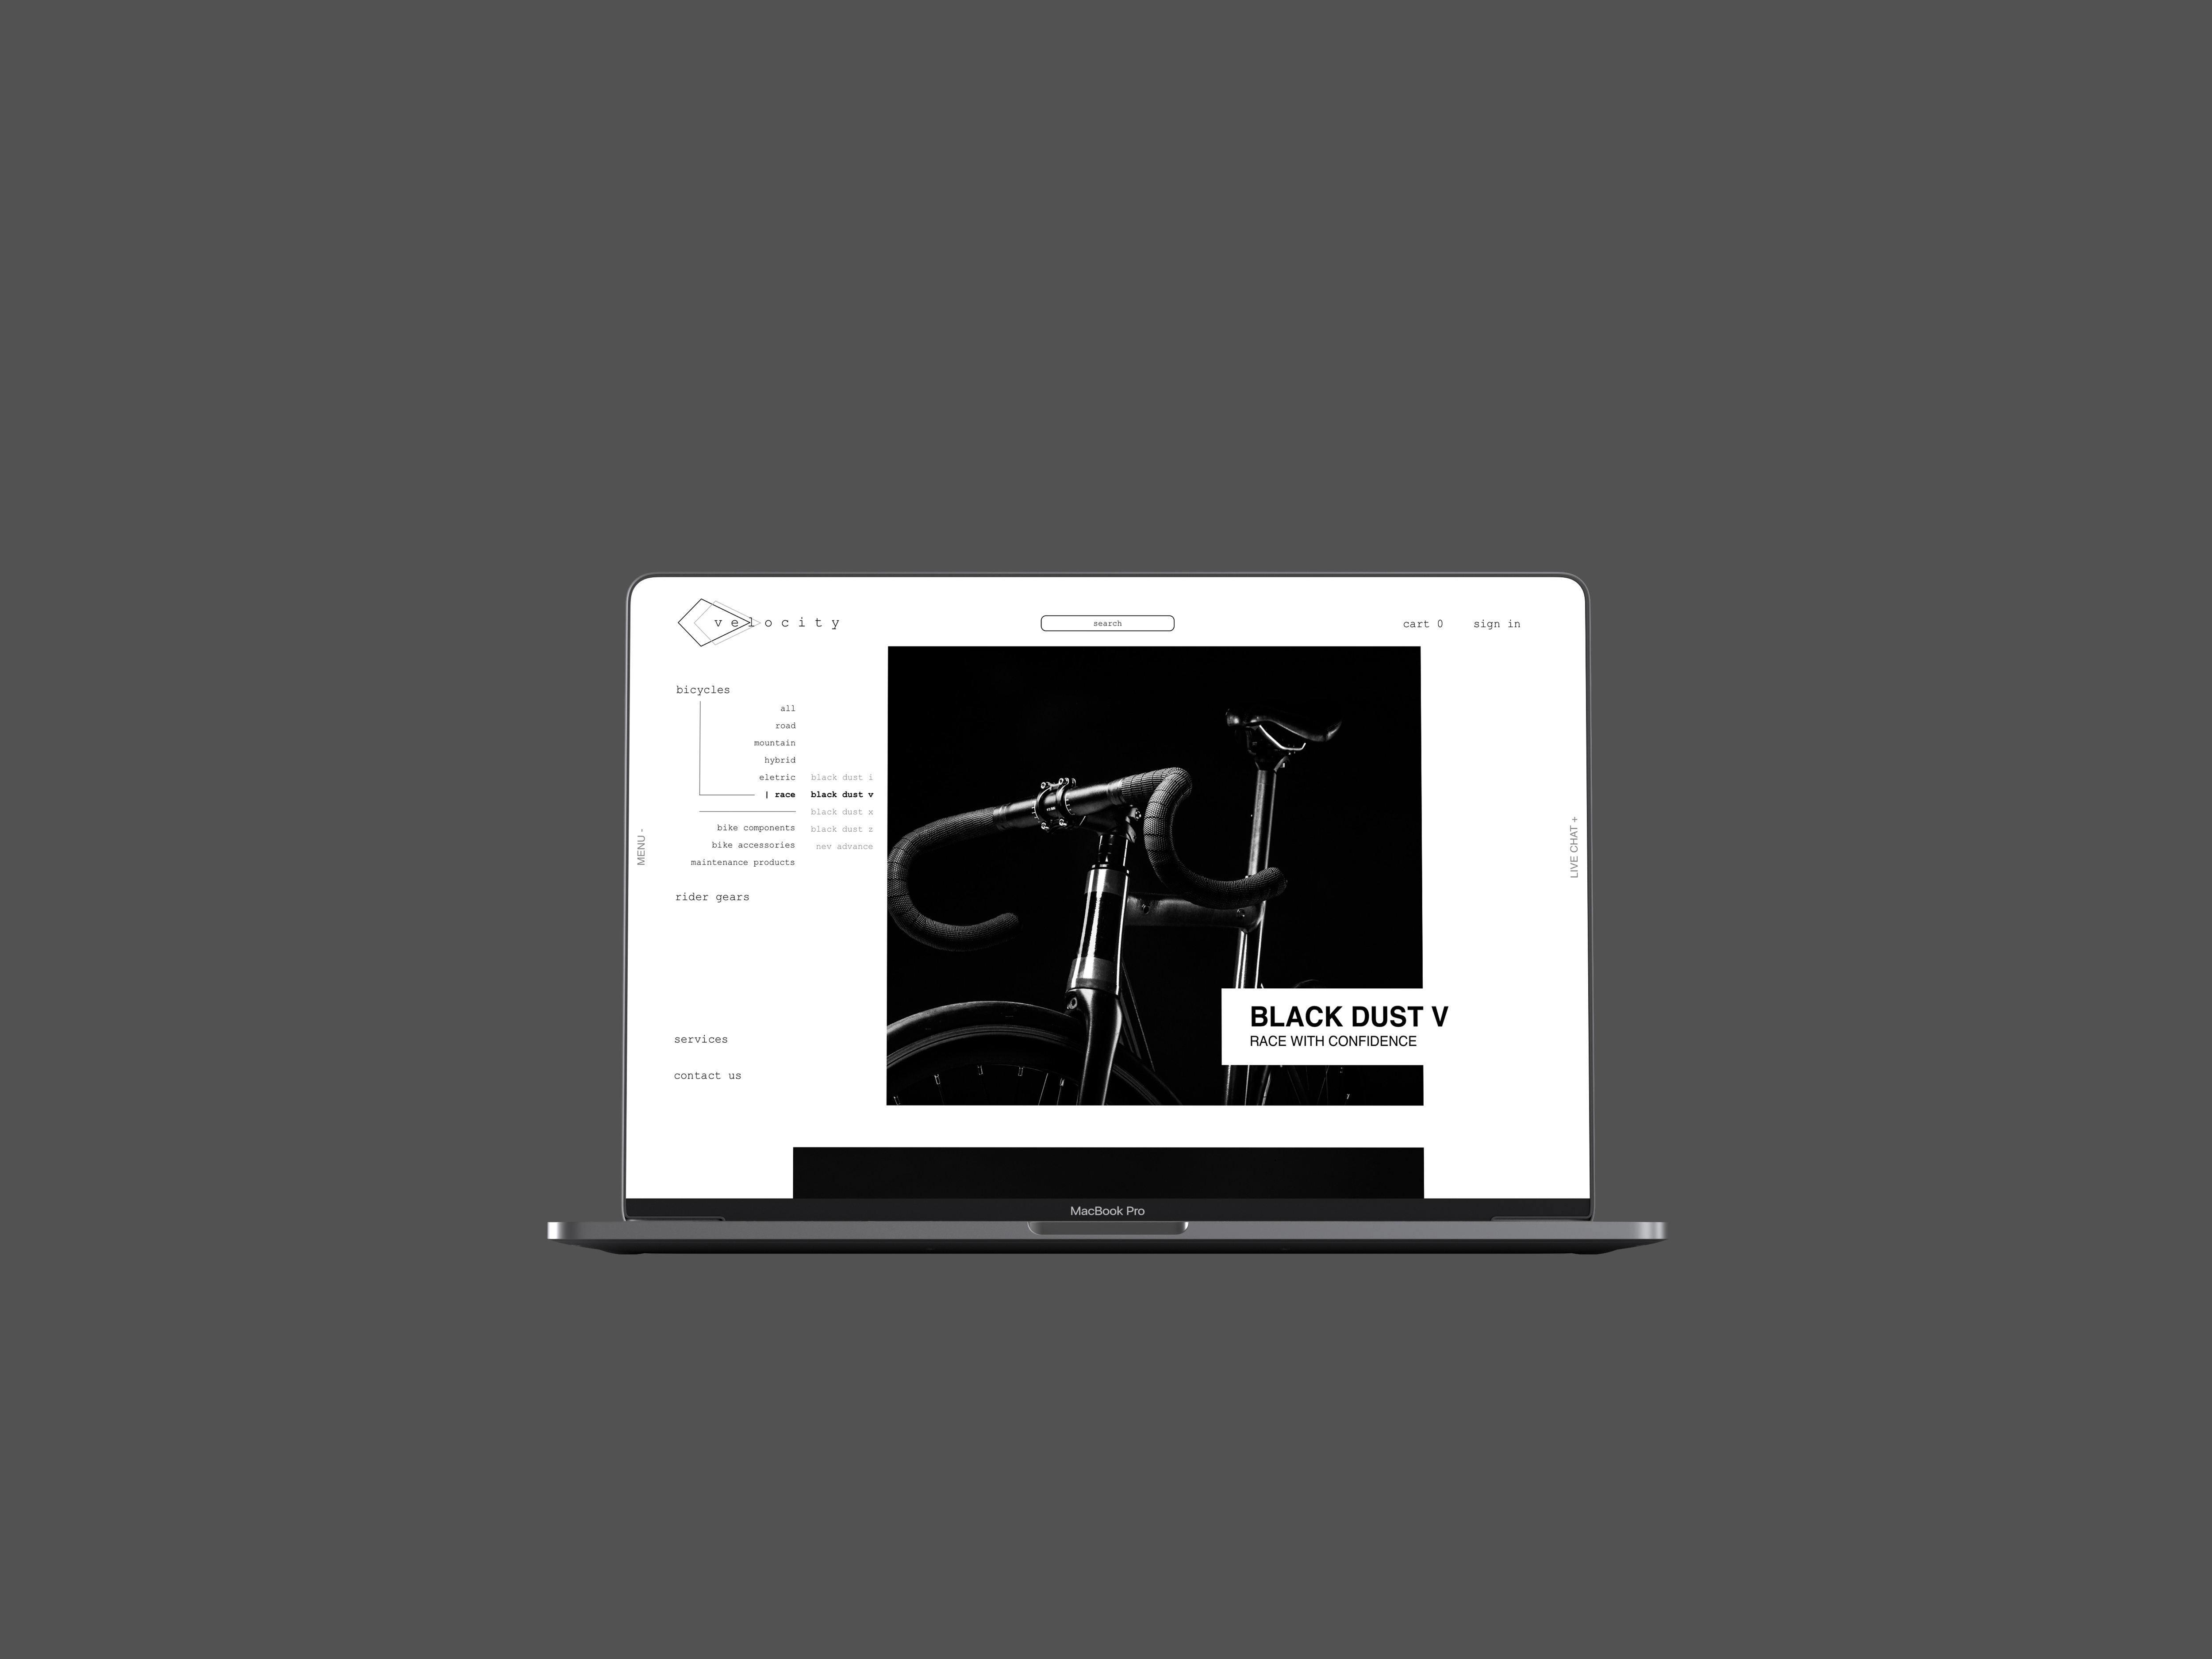 velocity
search
cart 0
sign in
bicycles
all
road
mountain
hybrid
eletric
| race
black dust i
black dust v
black dust x
black dust z
nev advance
bike components
bike accessories
maintenance products
rider gears
services
contact us
MENU -
LIVE CHAT +
BLACK DUST V
RACE WITH CONFIDENCE
MacBook Pro